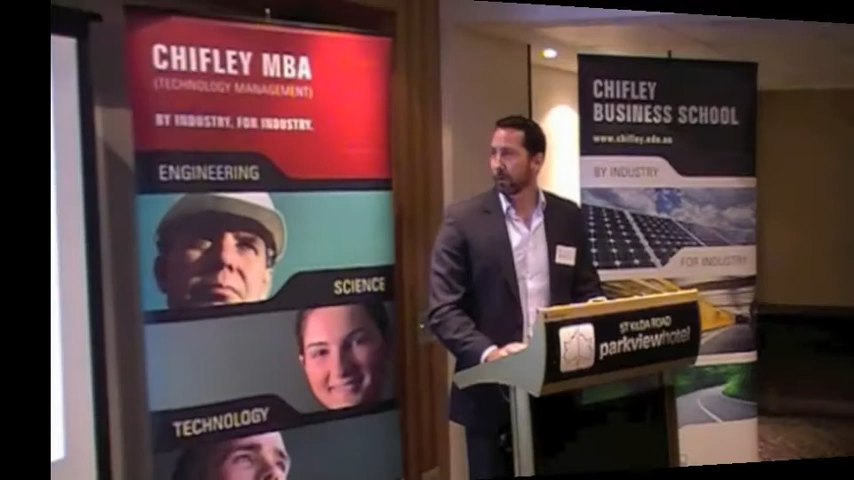 CHIFLEY MBA
(TECHNOLOGY MANAGEMENT)
BY INDUSTRY. FOR INDUSTRY.
ENGINEERING
SCIENCE
TECHNOLOGY
CHIFLEY
BUSINESS SCHOOL
www.chifley.edu.au
BY INDUSTRY
FOR INDUSTRY
ST KILDA ROAD
parkviewhotel